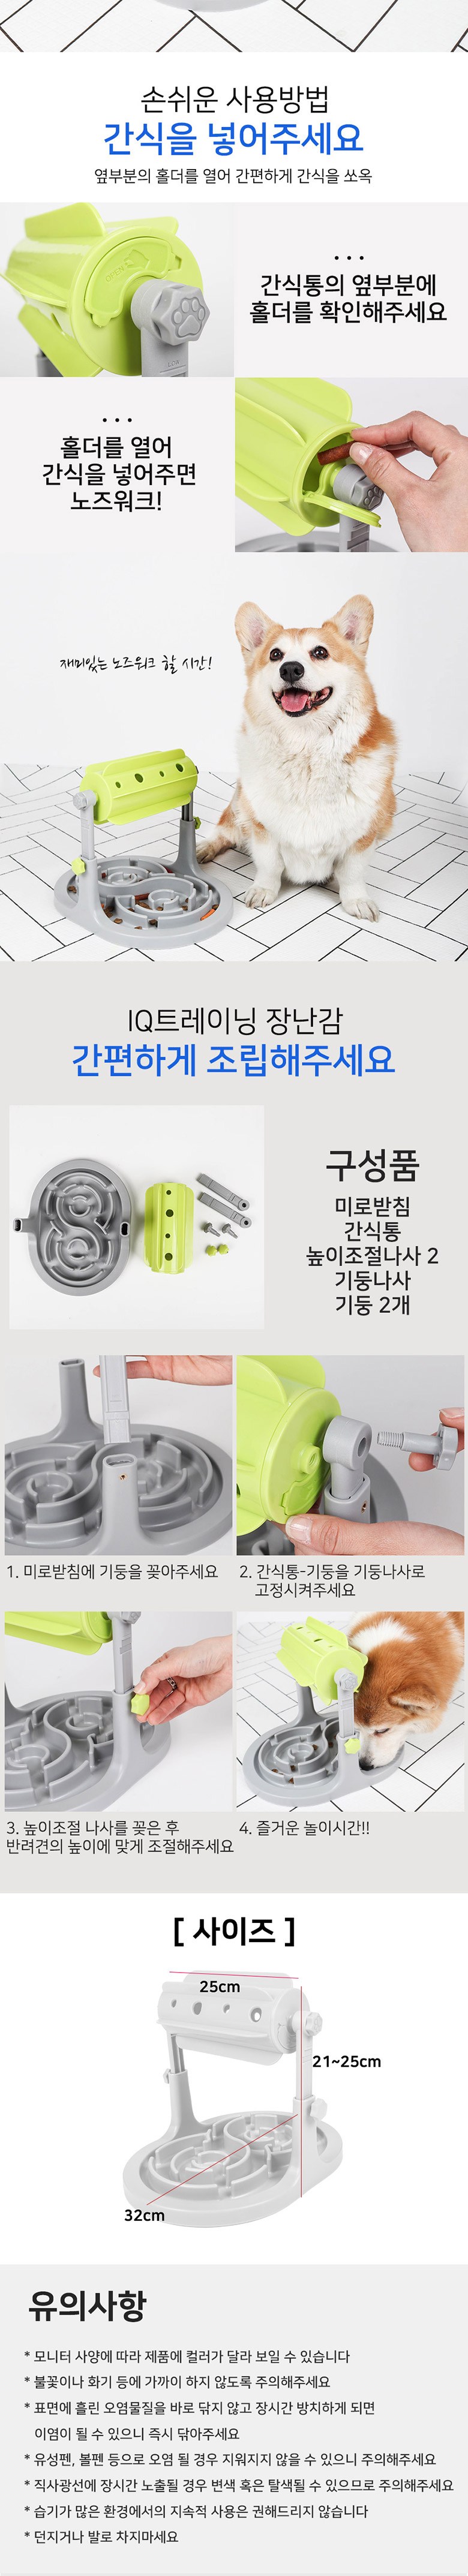 손쉬운 사용방법
간식을 넣어주세요
옆부분의 홀더를 열어 간편하게 간식을 쏘옥
OPEN
간식통의 옆부분에
홀더를 확인해주세요
홀더를 열어
간식을 넣어주면
노즈워크!
재미있는 노즈워크 할 시간!
IQ트레이닝 장난감
간편하게 조립해주세요
구성품
미로받침
간식통
높이조절나사 2
기둥나사
기둥 2개
1. 미로받침에 기둥을 꽂아주세요
2. 간식통-기둥을 기둥나사로
고정시켜주세요
3. 높이조절 나사를 꽂은 후
반려견의 높이에 맞게 조절해주세요
4. 즐거운 놀이시간!!
[ 사이즈 ]
25cm
21~25cm
32cm
유의사항
* 모니터 사양에 따라 제품에 컬러가 달라 보일 수 있습니다
* 불꽃이나 화기 등에 가까이 하지 않도록 주의해주세요
* 표면에 흘린 오염물질을 바로 닦지 않고 장시간 방치하게 되면
이염이 될 수 있으니 즉시 닦아주세요
* 유성펜, 볼펜 등으로 오염 될 경우 지워지지 않을 수 있으니 주의해주세요
* 직사광선에 장시간 노출될 경우 변색 혹은 탈색될 수 있으므로 주의해주세요
* 습기가 많은 환경에서의 지속적 사용은 권해드리지 않습니다
* 던지거나 발로 차지마세요